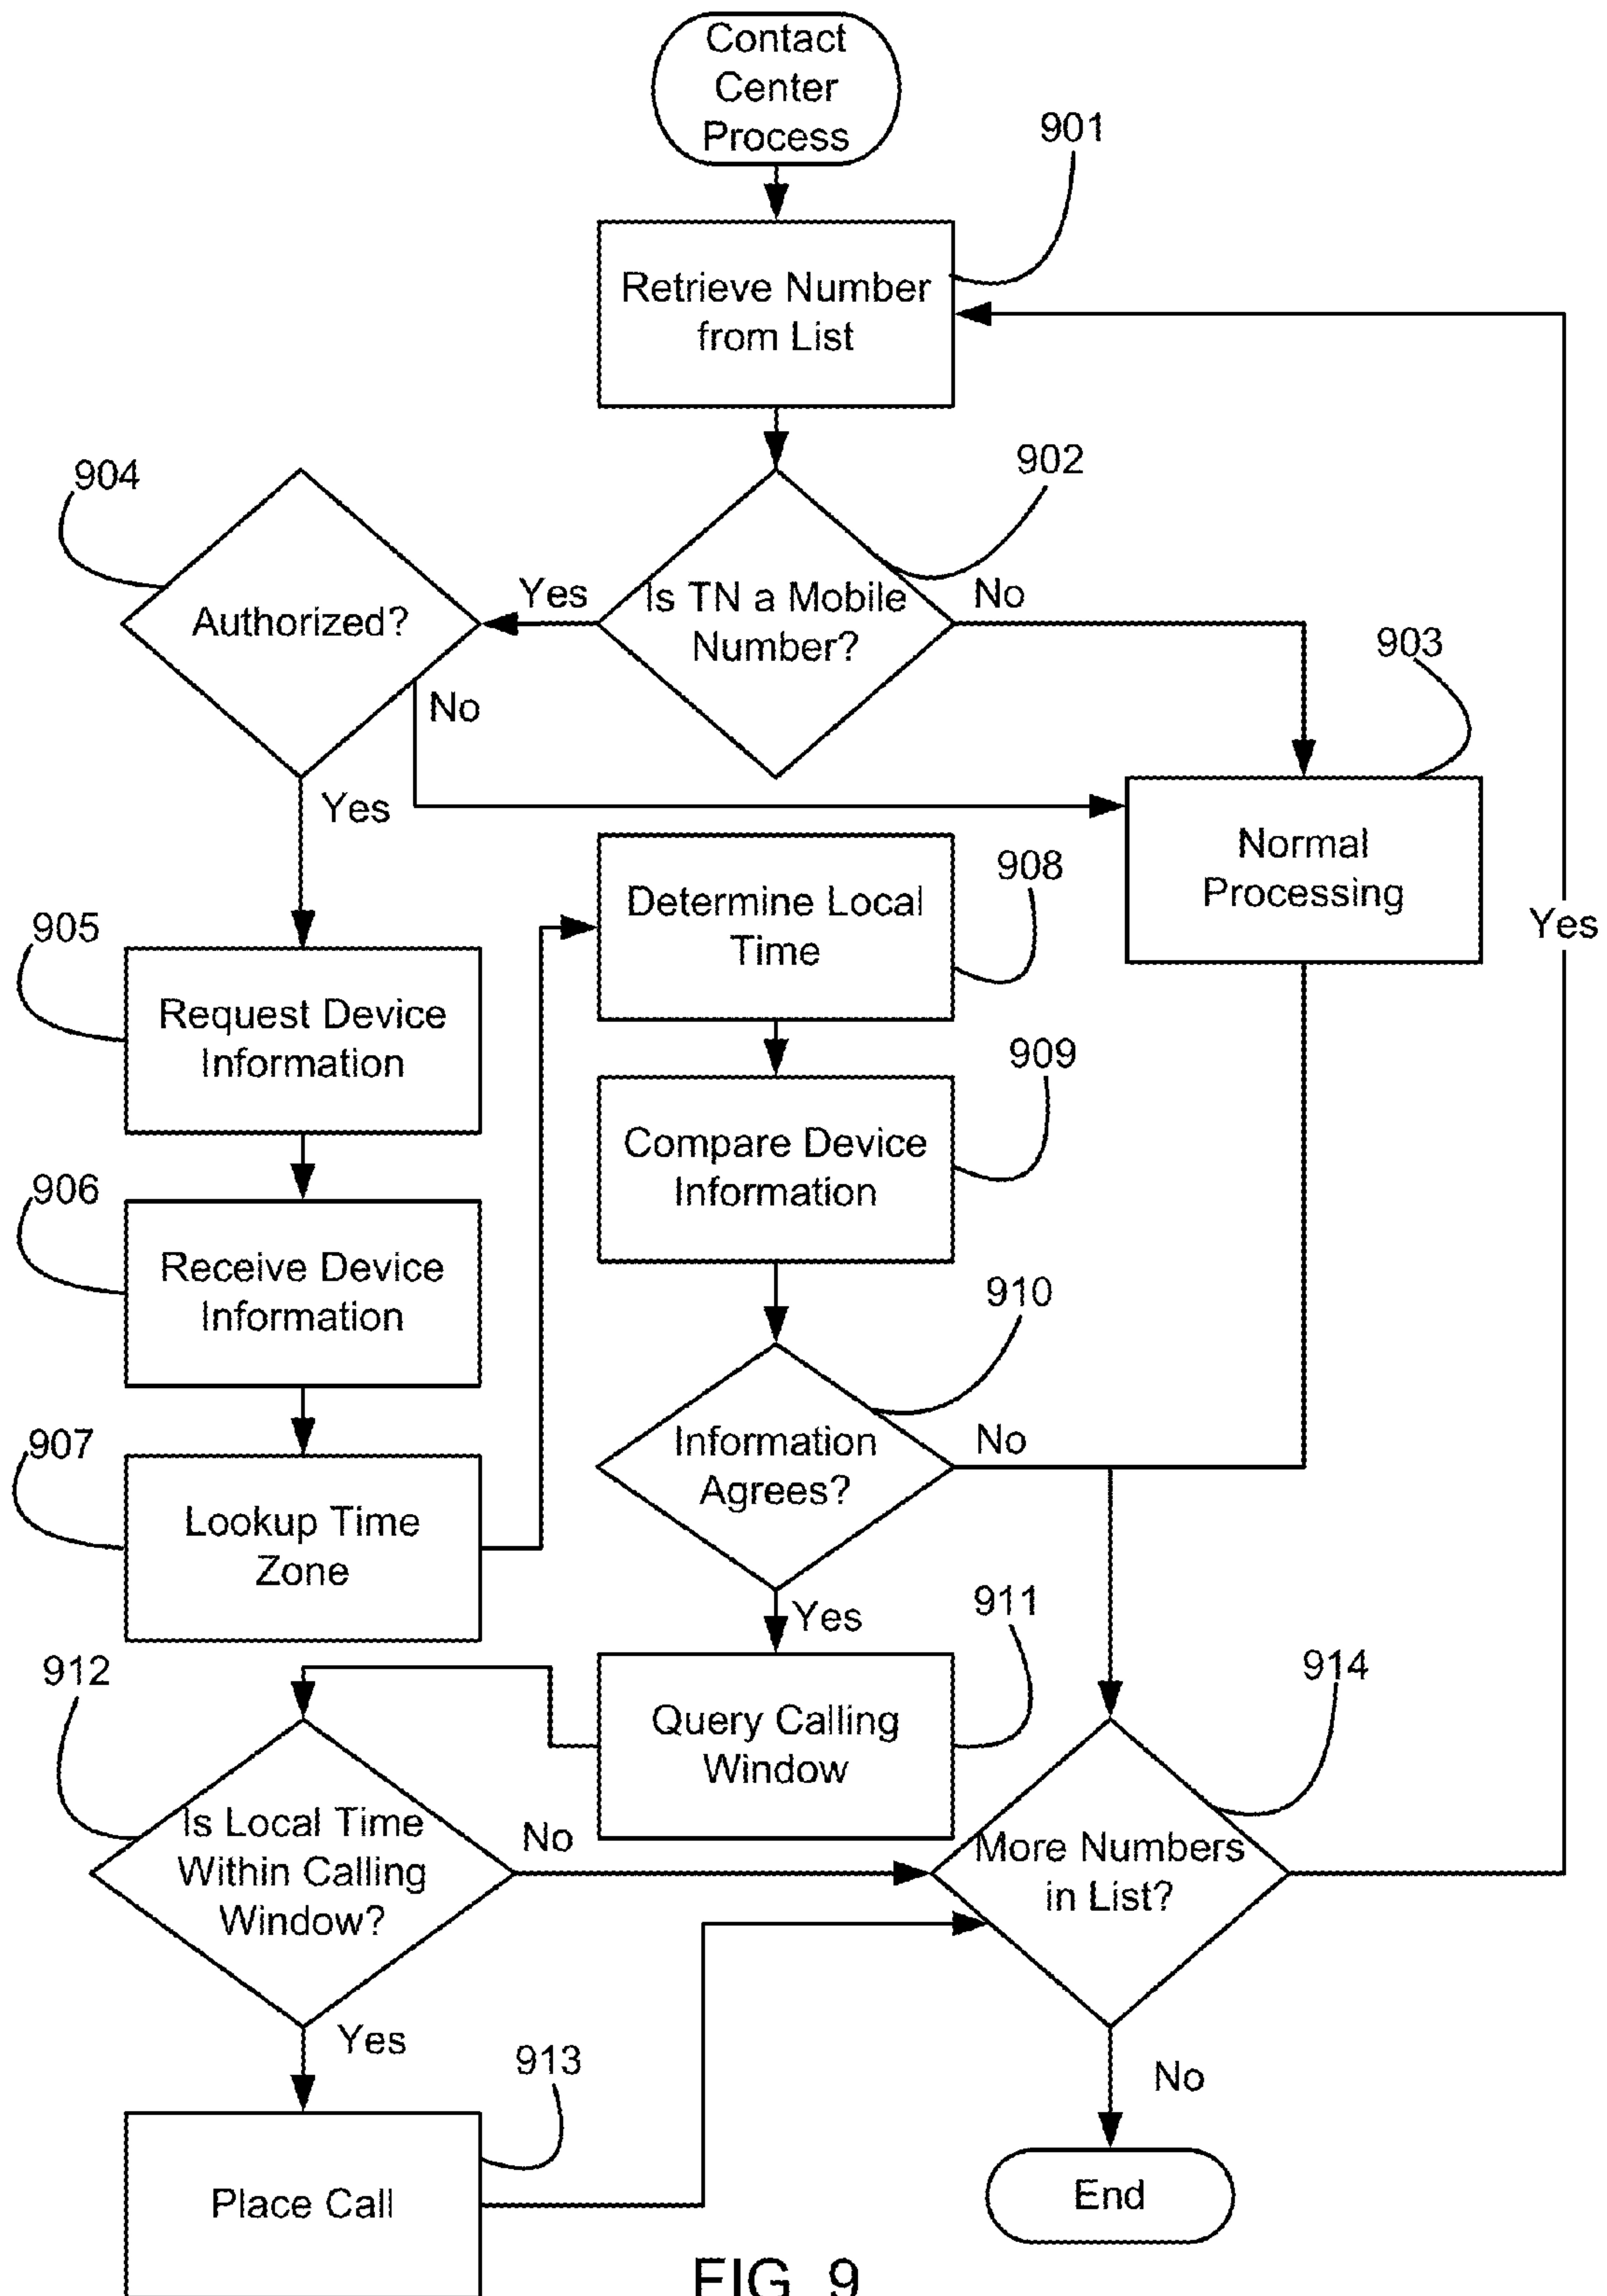 Contact
Center
Process
901
Retrieve Number
from List
902
904
Is TN a Mobile
Number?
Yes
No
Authorized?
903
No
Yes
Normal
Processing
908
Determine Local
Time
Yes
905
Request Device
Information
909
Compare Device
Information
906
Receive Device
Information
910
Information
Agrees?
No
907
Lookup Time
Zone
Yes
911
Query Calling
Window
912
914
Is Local Time
Within Calling
Window?
No
More Numbers
in List?
Yes
913
No
Place Call
End
FIG. 9